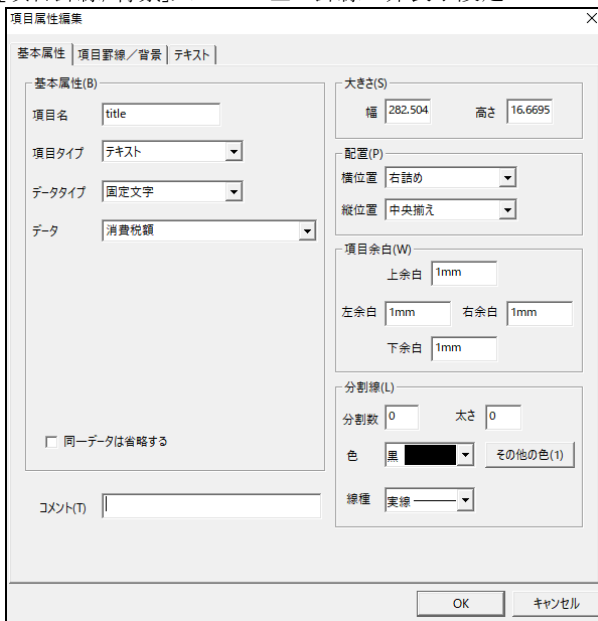 項目属性編集
基本属性 項目罫線／背景 テキスト
基本属性(B)
項目名 title
項目タイプ テキスト
データタイプ 固定文字
データ 消費税額
同一データは省略する
コメント(T)
大きさ(S)
幅 282.504 高さ 16.6695
配置(P)
横位置 右詰め
縦位置 中央揃え
項目余白(W)
上余白 1mm
左余白 1mm 右余白 1mm
下余白 1mm
分割線(L)
分割数 0 太さ 0
色 黒 その他の色(1)
線種 実線
OK キャンセル